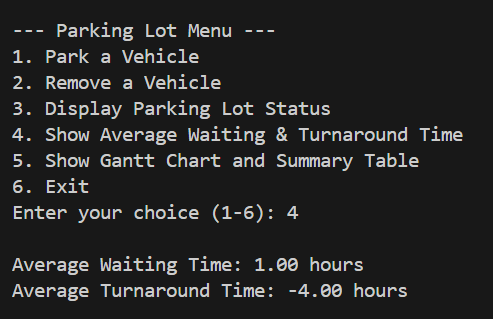 --- Parking Lot Menu ---
1. Park a Vehicle
2. Remove a Vehicle
3. Display Parking Lot Status
4. Show Average Waiting & Turnaround Time
5. Show Gantt Chart and Summary Table
6. Exit
Enter your choice (1-6): 4
Average Waiting Time: 1.00 hours
Average Turnaround Time: -4.00 hours